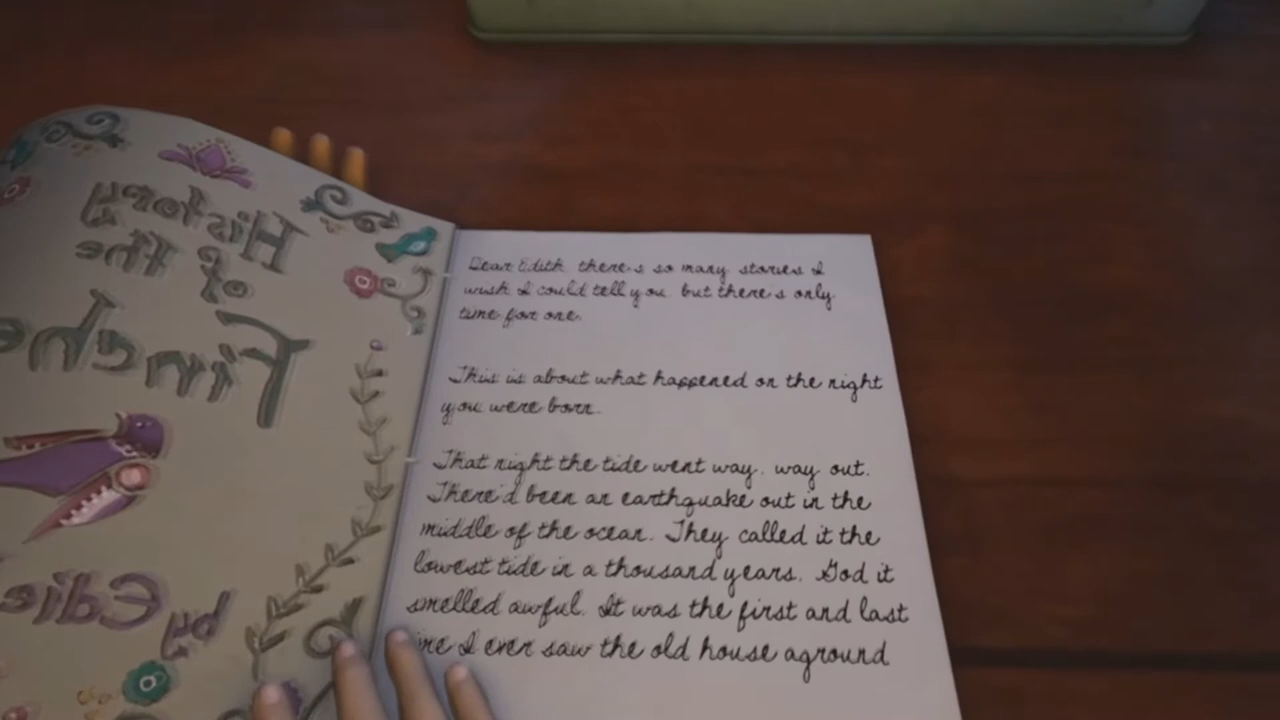 History
of the
Finche
by Edie
Dear Edith there's so many stories I
wish I could tell you but there's only
time for one.
This is about what happened on the night
you were born.
That night the tide went way, way out.
There'd been an earthquake out in the
middle of the ocean. They called it the
lowest tide in a thousand years. God it
smelled awful. It was the first and last
I ever saw the old house aground